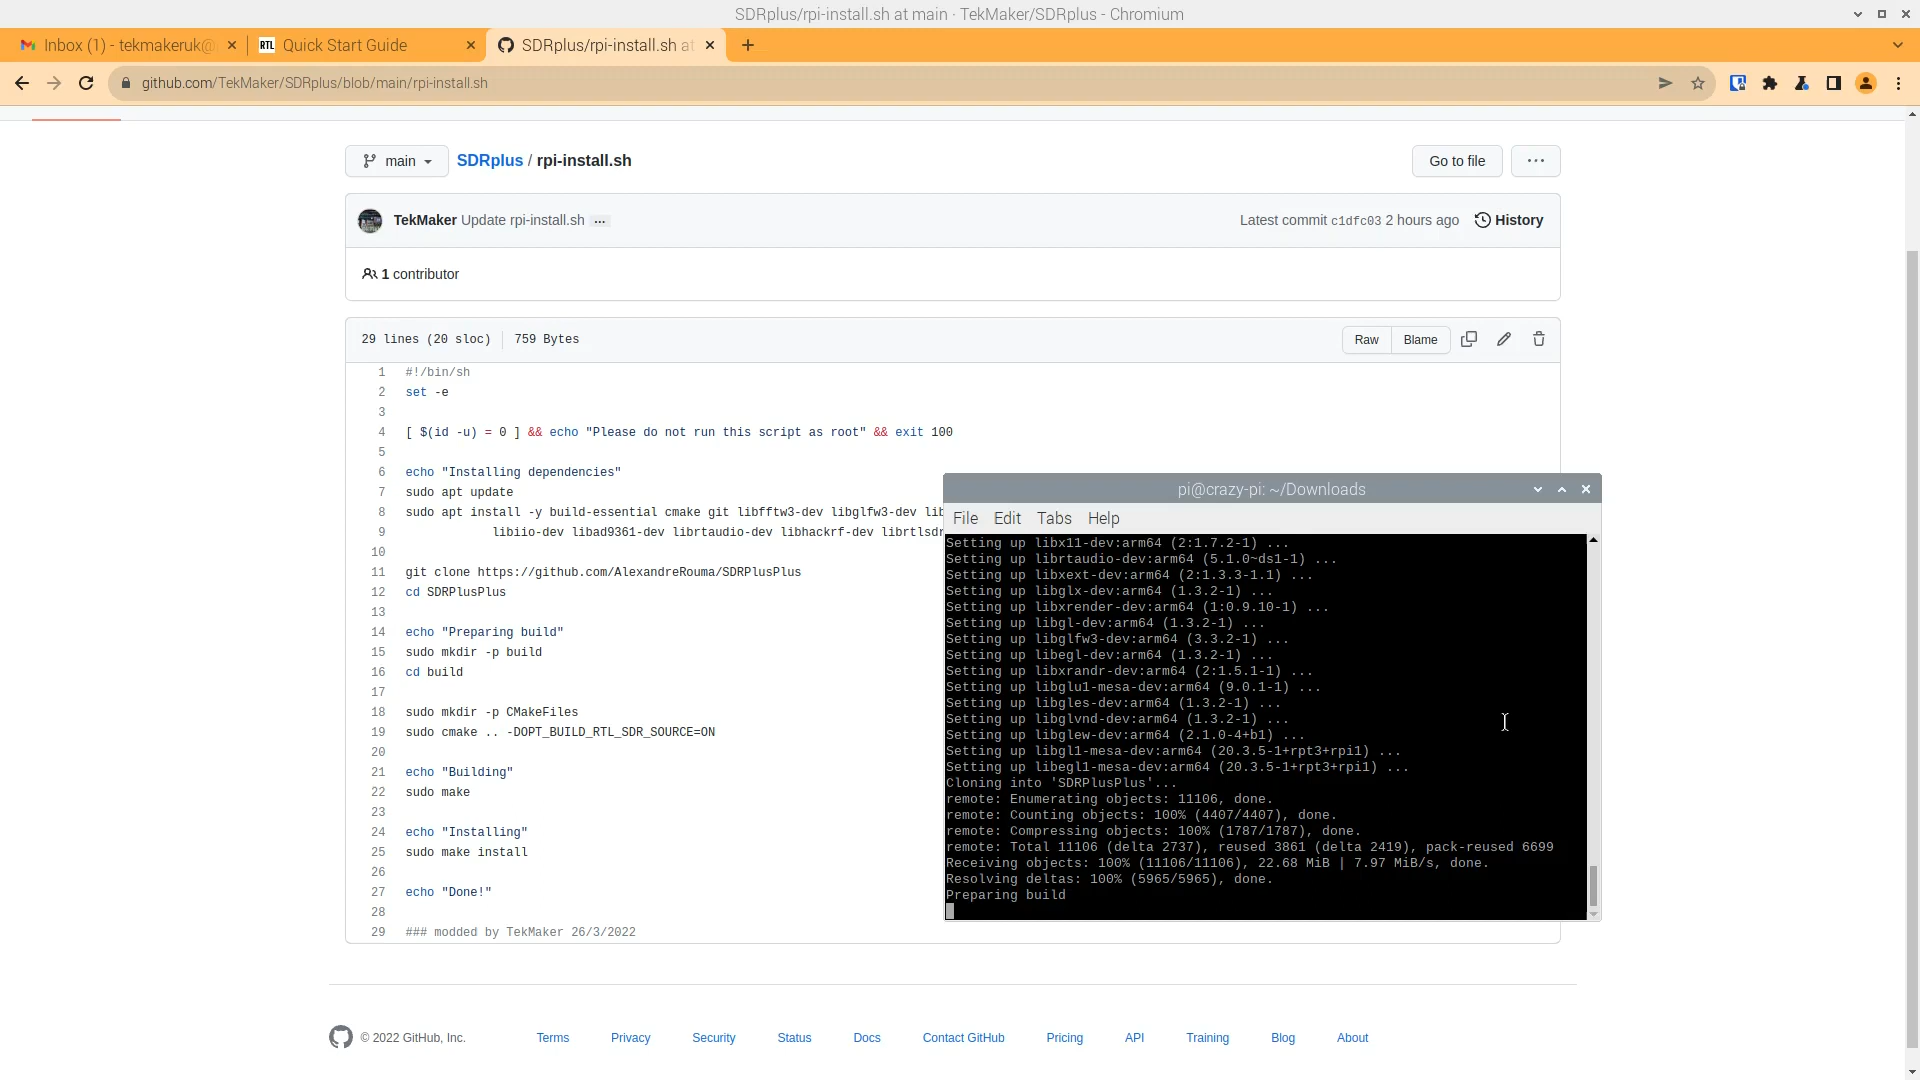 SDRplus/rpi-install.sh at main · TekMaker/SDRplus - Chromium
Inbox (1) - tekmakeruk@
RTL Quick Start Guide
SDRplus/rpi-install.sh at
github.com/TekMaker/SDRplus/blob/main/rpi-install.sh
main
SDRplus / rpi-install.sh
Go to file
...
TekMaker Update rpi-install.sh ...
Latest commit c1dfc03 2 hours ago
History
1 contributor
29 lines (20 sloc) 759 Bytes
Raw
Blame
1 #!/bin/sh
2 set -e
3
4 [ $(id -u) = 0 ] && echo "Please do not run this script as root" && exit 100
5
6 echo "Installing dependencies"
7 sudo apt update
8 sudo apt install -y build-essential cmake git libfftw3-dev libglfw3-dev lib
9 libiio-dev libad9361-dev librtaudio-dev libhackrf-dev librtlsdr
10
11 git clone https://github.com/AlexandreRouma/SDRPlusPlus
12 cd SDRPlusPlus
13
14 echo "Preparing build"
15 sudo mkdir -p build
16 cd build
17
18 sudo mkdir -p CMakeFiles
19 sudo cmake .. -DOPT_BUILD_RTL_SDR_SOURCE=ON
20
21 echo "Building"
22 sudo make
23
24 echo "Installing"
25 sudo make install
26
27 echo "Done!"
28
29 ### modded by TekMaker 26/3/2022
pi@crazy-pi: ~/Downloads
File Edit Tabs Help
Setting up libx11-dev:arm64 (2:1.7.2-1) ...
Setting up librtaudio-dev:arm64 (5.1.0~ds1-1) ...
Setting up libxext-dev:arm64 (2:1.3.3-1.1) ...
Setting up libglx-dev:arm64 (1.3.2-1) ...
Setting up libxrender-dev:arm64 (1:0.9.10-1) ...
Setting up libgl-dev:arm64 (1.3.2-1) ...
Setting up libglfw3-dev:arm64 (3.3.2-1) ...
Setting up libegl-dev:arm64 (1.3.2-1) ...
Setting up libxrandr-dev:arm64 (2:1.5.1-1) ...
Setting up libglu1-mesa-dev:arm64 (9.0.1-1) ...
Setting up libgles-dev:arm64 (1.3.2-1) ...
Setting up libglvnd-dev:arm64 (1.3.2-1) ...
Setting up libglew-dev:arm64 (2.1.0-4+b1) ...
Setting up libgl1-mesa-dev:arm64 (20.3.5-1+rpt3+rpi1) ...
Setting up libegl1-mesa-dev:arm64 (20.3.5-1+rpt3+rpi1) ...
Cloning into 'SDRPlusPlus'...
remote: Enumerating objects: 11106, done.
remote: Counting objects: 100% (4407/4407), done.
remote: Compressing objects: 100% (1787/1787), done.
remote: Total 11106 (delta 2737), reused 3861 (delta 2419), pack-reused 6699
Receiving objects: 100% (11106/11106), 22.68 MiB | 7.97 MiB/s, done.
Resolving deltas: 100% (5965/5965), done.
Preparing build
© 2022 GitHub, Inc.
Terms
Privacy
Security
Status
Docs
Contact GitHub
Pricing
API
Training
Blog
About